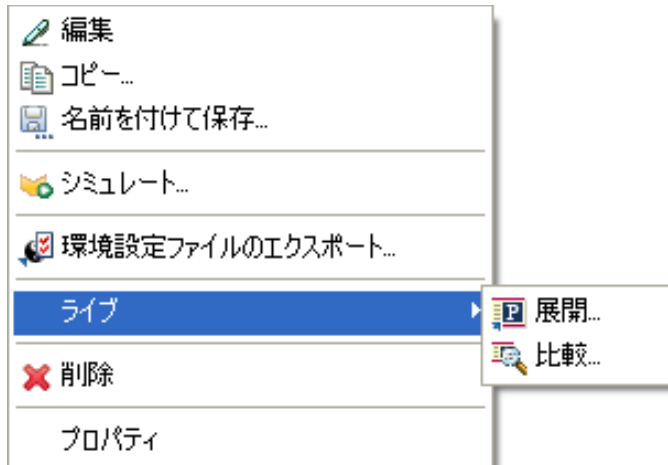 編集
コピー...
名前を付けて保存...
シミュレート...
環境設定ファイルのエクスポート...
ライブ
展開...
比較...
削除
プロパティ